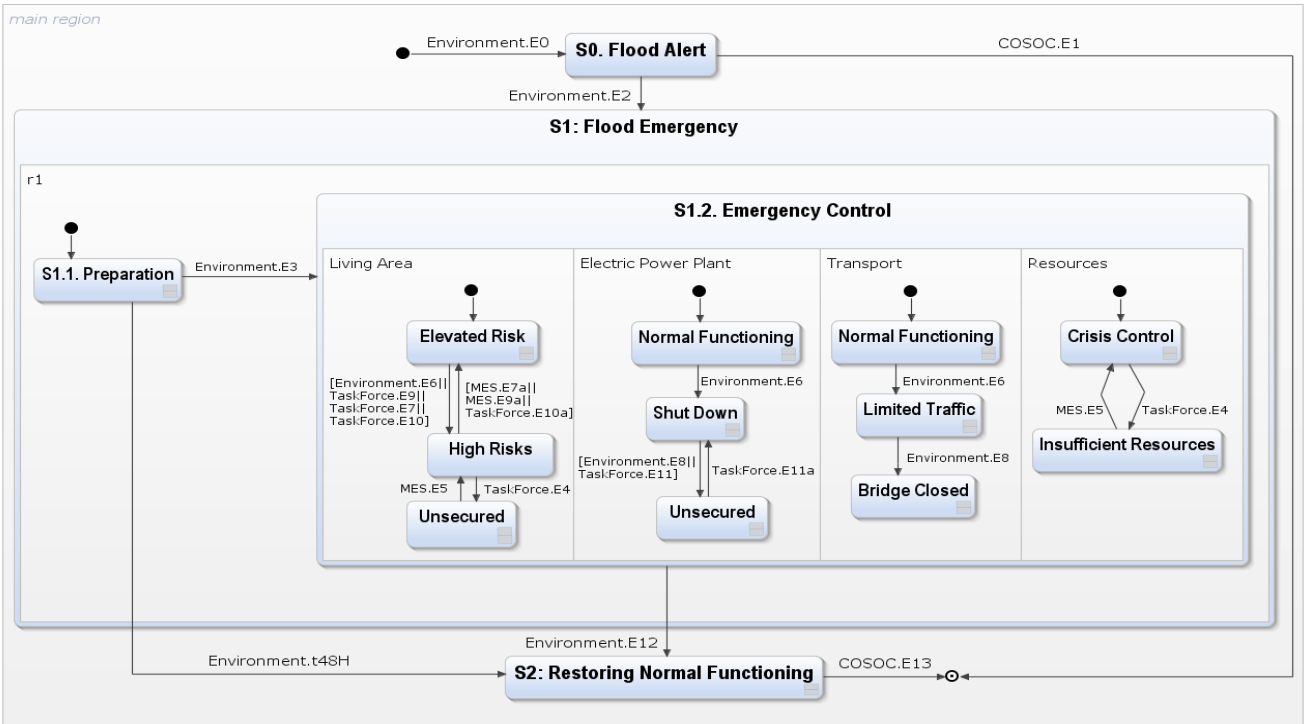 main region
Environment.E0
S0. Flood Alert
COSOC.E1
Environment.E2
S1: Flood Emergency
r1
S1.2. Emergency Control
S1.1. Preparation
Environment.E3
Living Area
Elevated Risk
[Environment.E6||
TaskForce.E9||
TaskForce.E7||
TaskForce.E10]
[MES.E7a||
MES.E9a||
TaskForce.E10a]
High Risks
MES.E5
TaskForce.E4
Unsecured
Electric Power Plant
Normal Functioning
Environment.E6
Shut Down
[Environment.E8||
TaskForce.E11]
TaskForce.E11a
Unsecured
Transport
Normal Functioning
Environment.E6
Limited Traffic
Environment.E8
Bridge Closed
Resources
Crisis Control
MES.E5
TaskForce.E4
Insufficient Resources
Environment.E12
Environment.t48H
S2: Restoring Normal Functioning
COSOC.E13